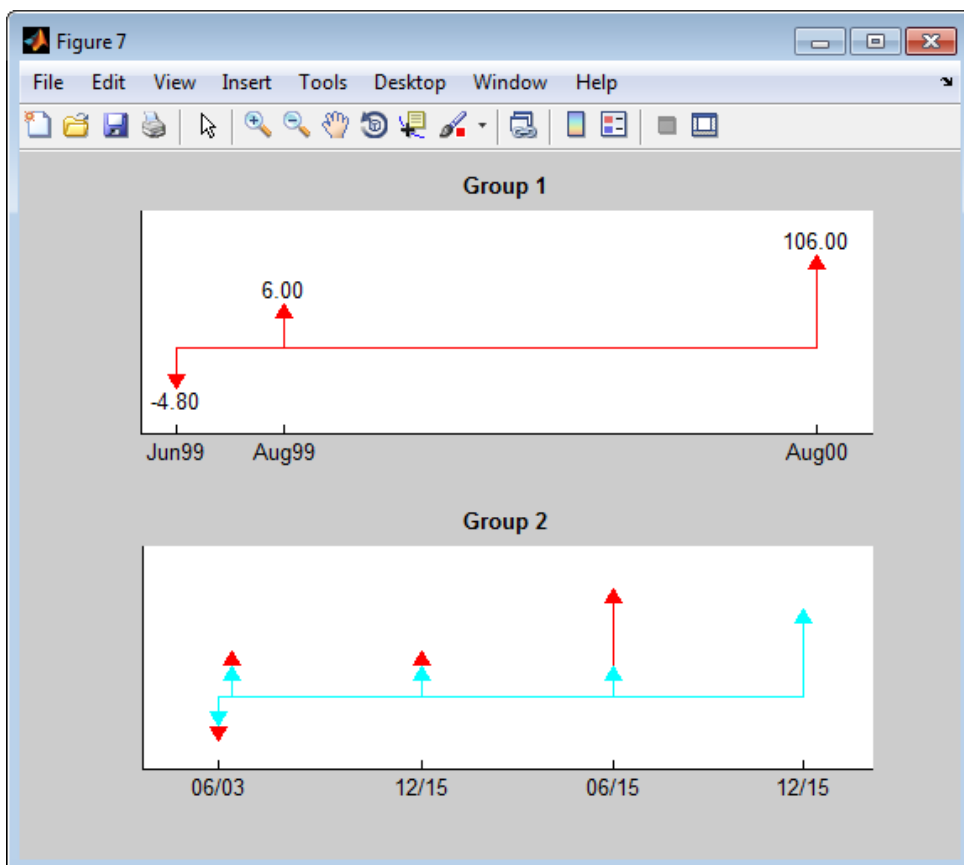 Figure 7
File Edit View Insert Tools Desktop Window Help
Group 1
106.00
6.00
-4.80
Jun99 Aug99 Aug00
Group 2
06/03 12/15 06/15 12/15